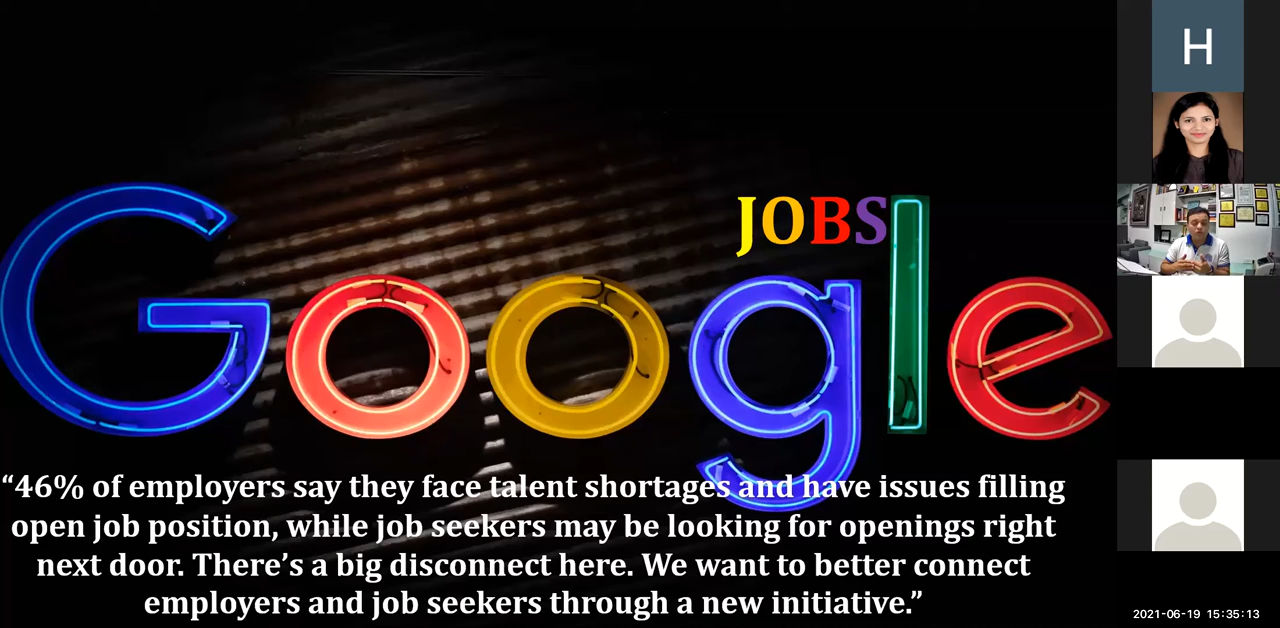 H
JOBS
Google
“46% of employers say they face talent shortages and have issues filling
open job position, while job seekers may be looking for openings right
next door. There’s a big disconnect here. We want to better connect
employers and job seekers through a new initiative.”
2021-06-19 15:35:13